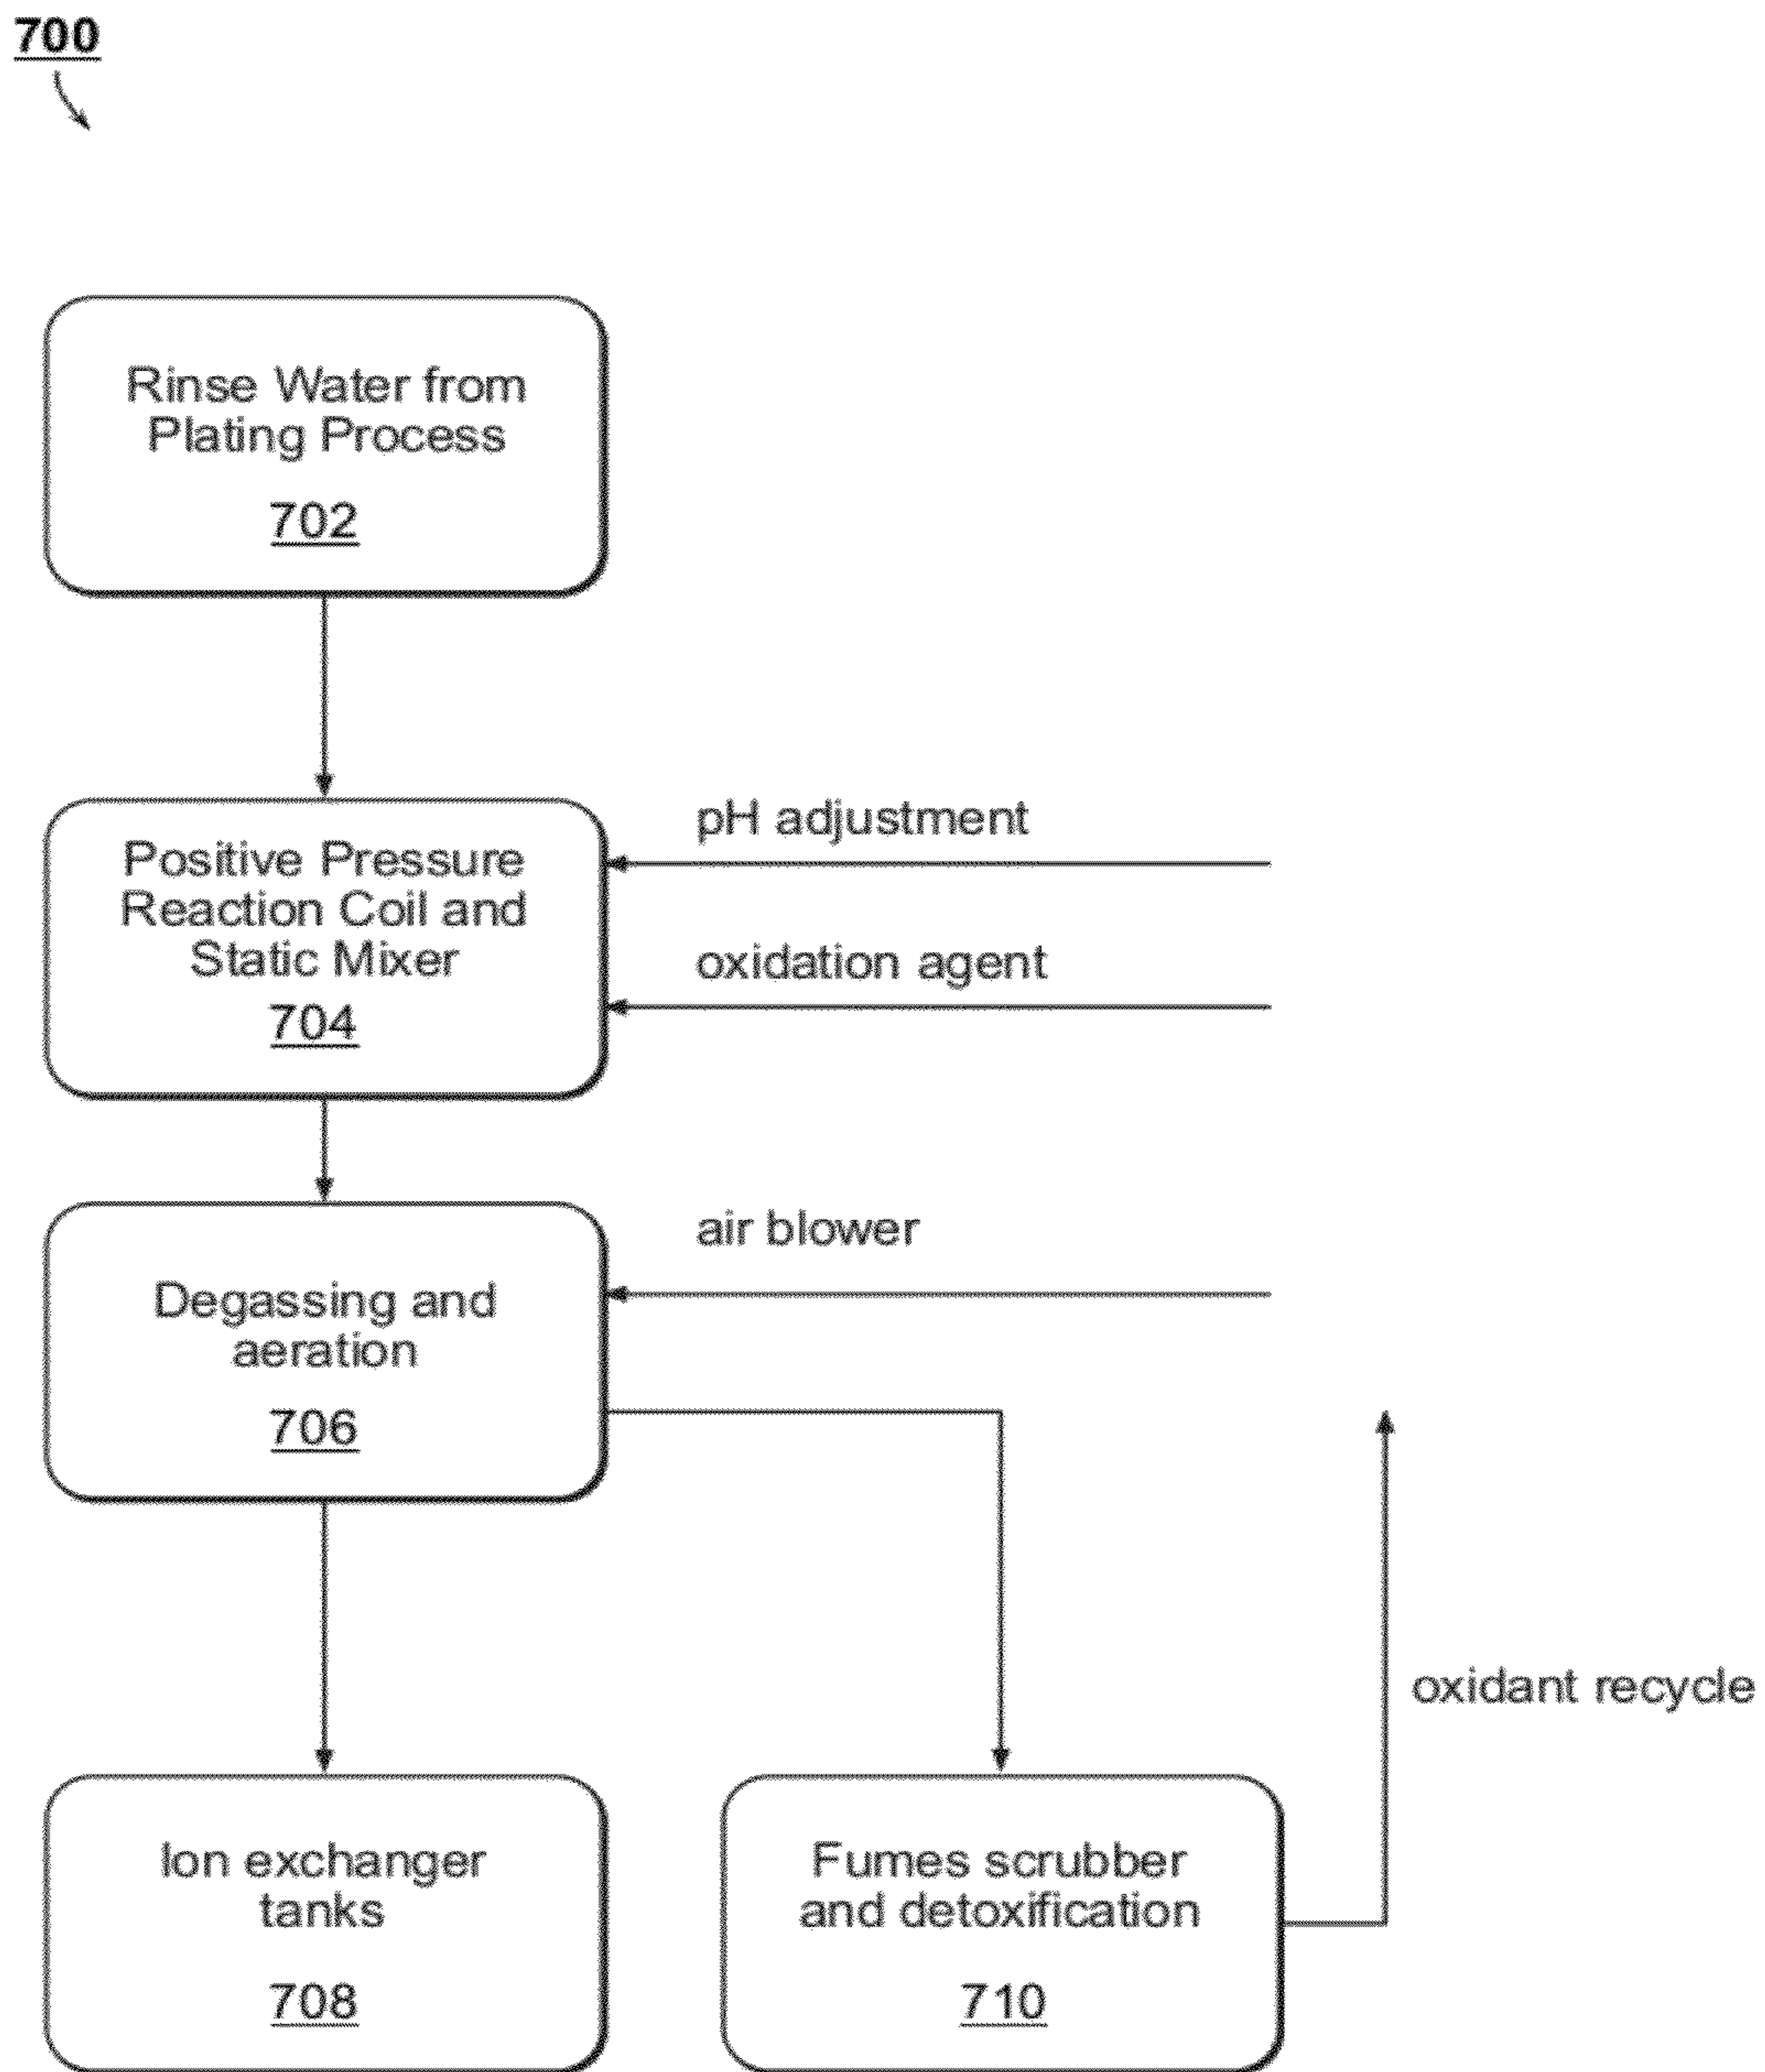 700
Rinse Water from
Plating Process
702
Positive Pressure
Reaction Coil and
Static Mixer
704
pH adjustment
oxidation agent
Degassing and
aeration
706
air blower
oxidant recycle
Ion exchanger
tanks
708
Fumes scrubber
and detoxification
710